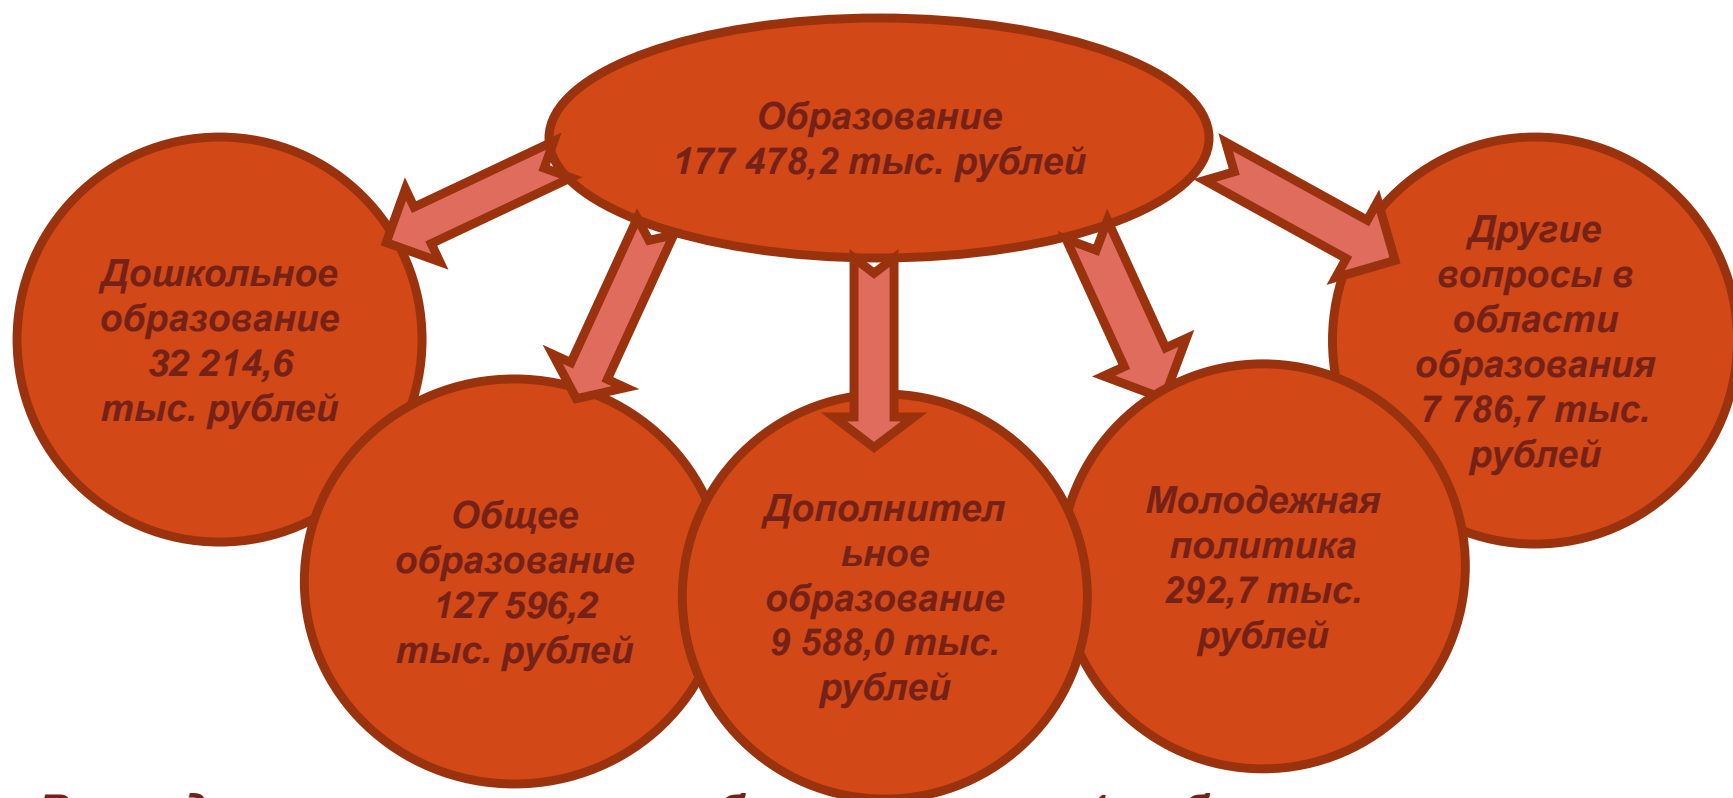 Образование
177 478,2 тыс. рублей
Дошкольное
образование
32 214,6
тыс. рублей
Общее
образование
127 596,2
тыс. рублей
Дополнител
ьное
образование
9 588,0 тыс.
рублей
Молодежная
политика
292,7 тыс.
рублей
Другие
вопросы в
области
образования
7 786,7 тыс.
рублей